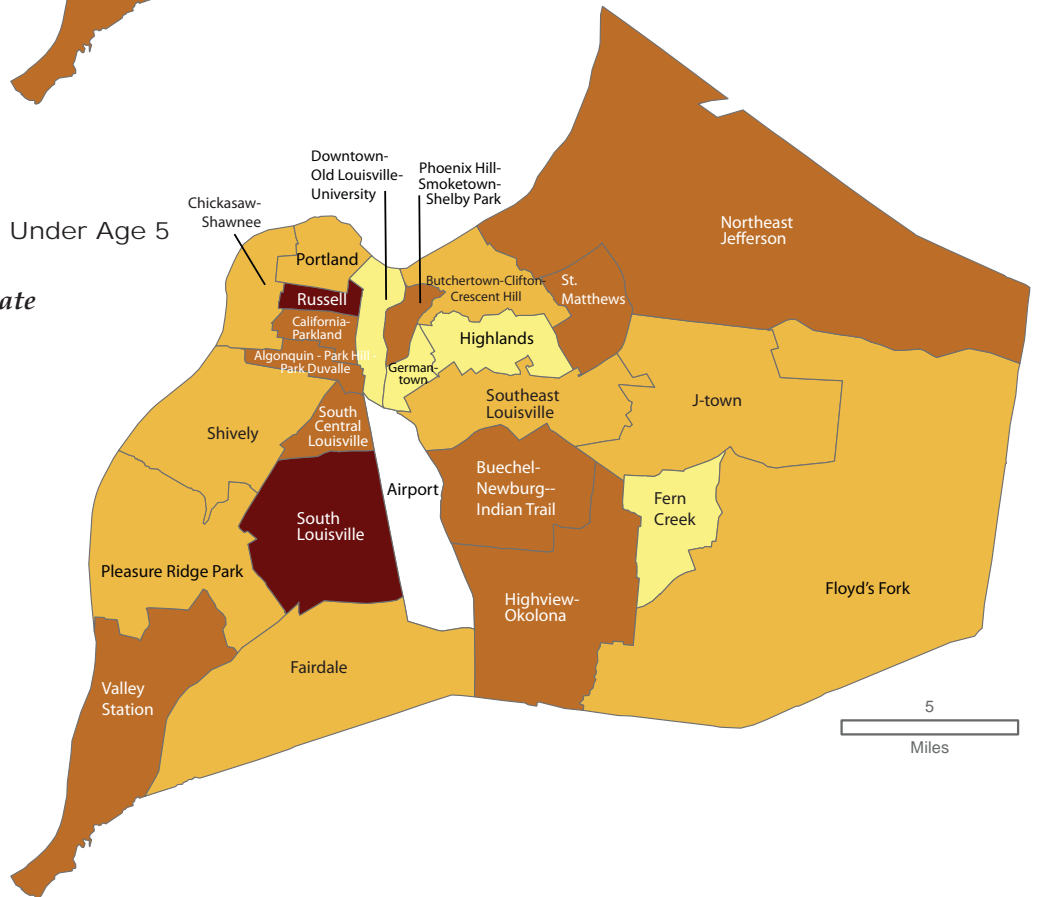 Downtown-
Old Louisville-
University
Phoenix Hill-
Smoketown-
Shelby Park
Chickasaw-
Shawnee
Under Age 5
Northeast
Jefferson
Portland
ate
Russell
Butchertown-Clifton-
Crescent Hill
St.
Matthews
California-
Parkland
Highlands
Algonquin - Park Hill -
Park Duvalle
German-
town
Southeast
Louisville
J-town
South
Central
Louisville
Shively
Buechel-
Newburg--
Indian Trail
Airport
Fern
Creek
South
Louisville
Pleasure Ridge Park
Highview-
Okolona
Floyd's Fork
Fairdale
Valley
Station
5
Miles